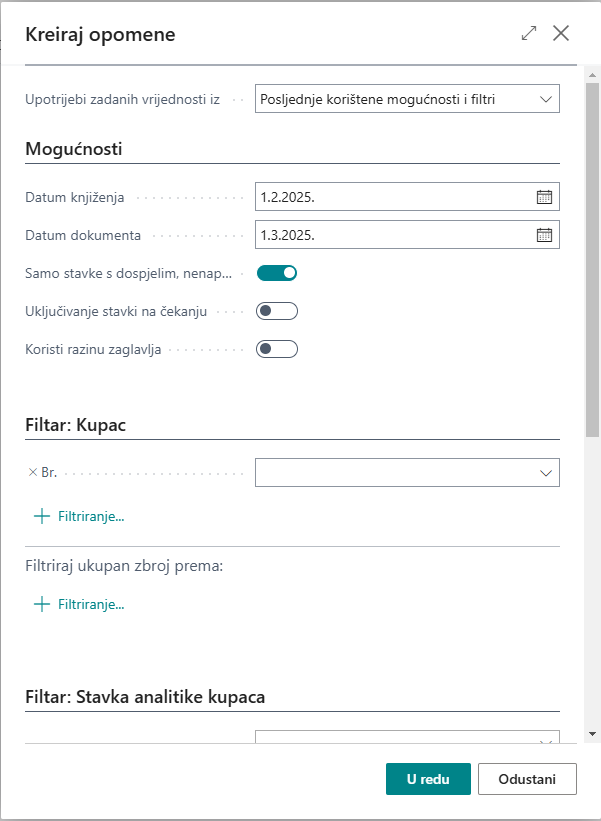 Kreiraj opomene
Upotrijebi zadanih vrijednosti iz
Posljednje korištene mogućnosti i filtri
Mogućnosti
Datum knjiženja
1.2.2025.
Datum dokumenta
1.3.2025.
Samo stavke s dospjelim, nenap...
Uključivanje stavki na čekanju
Koristi razinu zaglavlja
Filtar: Kupac
Br.
Filtriranje...
Filtriraj ukupan zbroj prema:
Filtriranje...
Filtar: Stavka analitike kupaca
U redu
Odustani